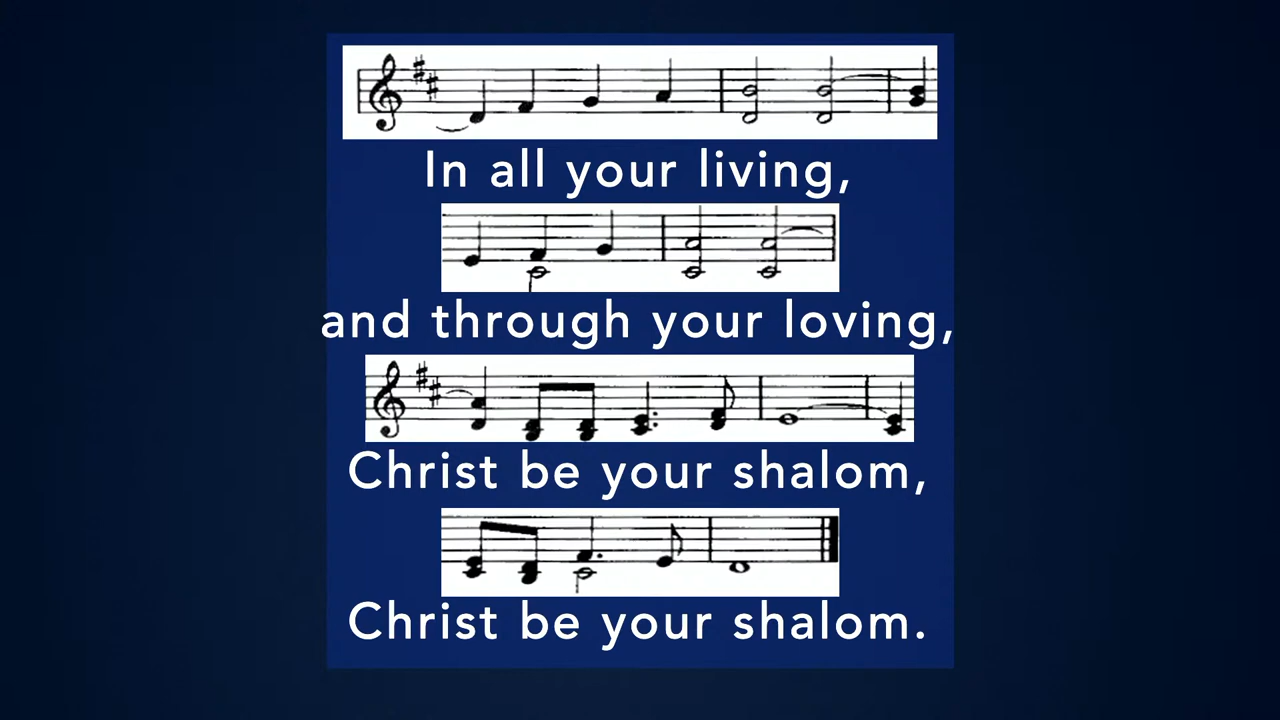 In all your living,
and through your loving,
Christ be your shalom,
Christ be your shalom.